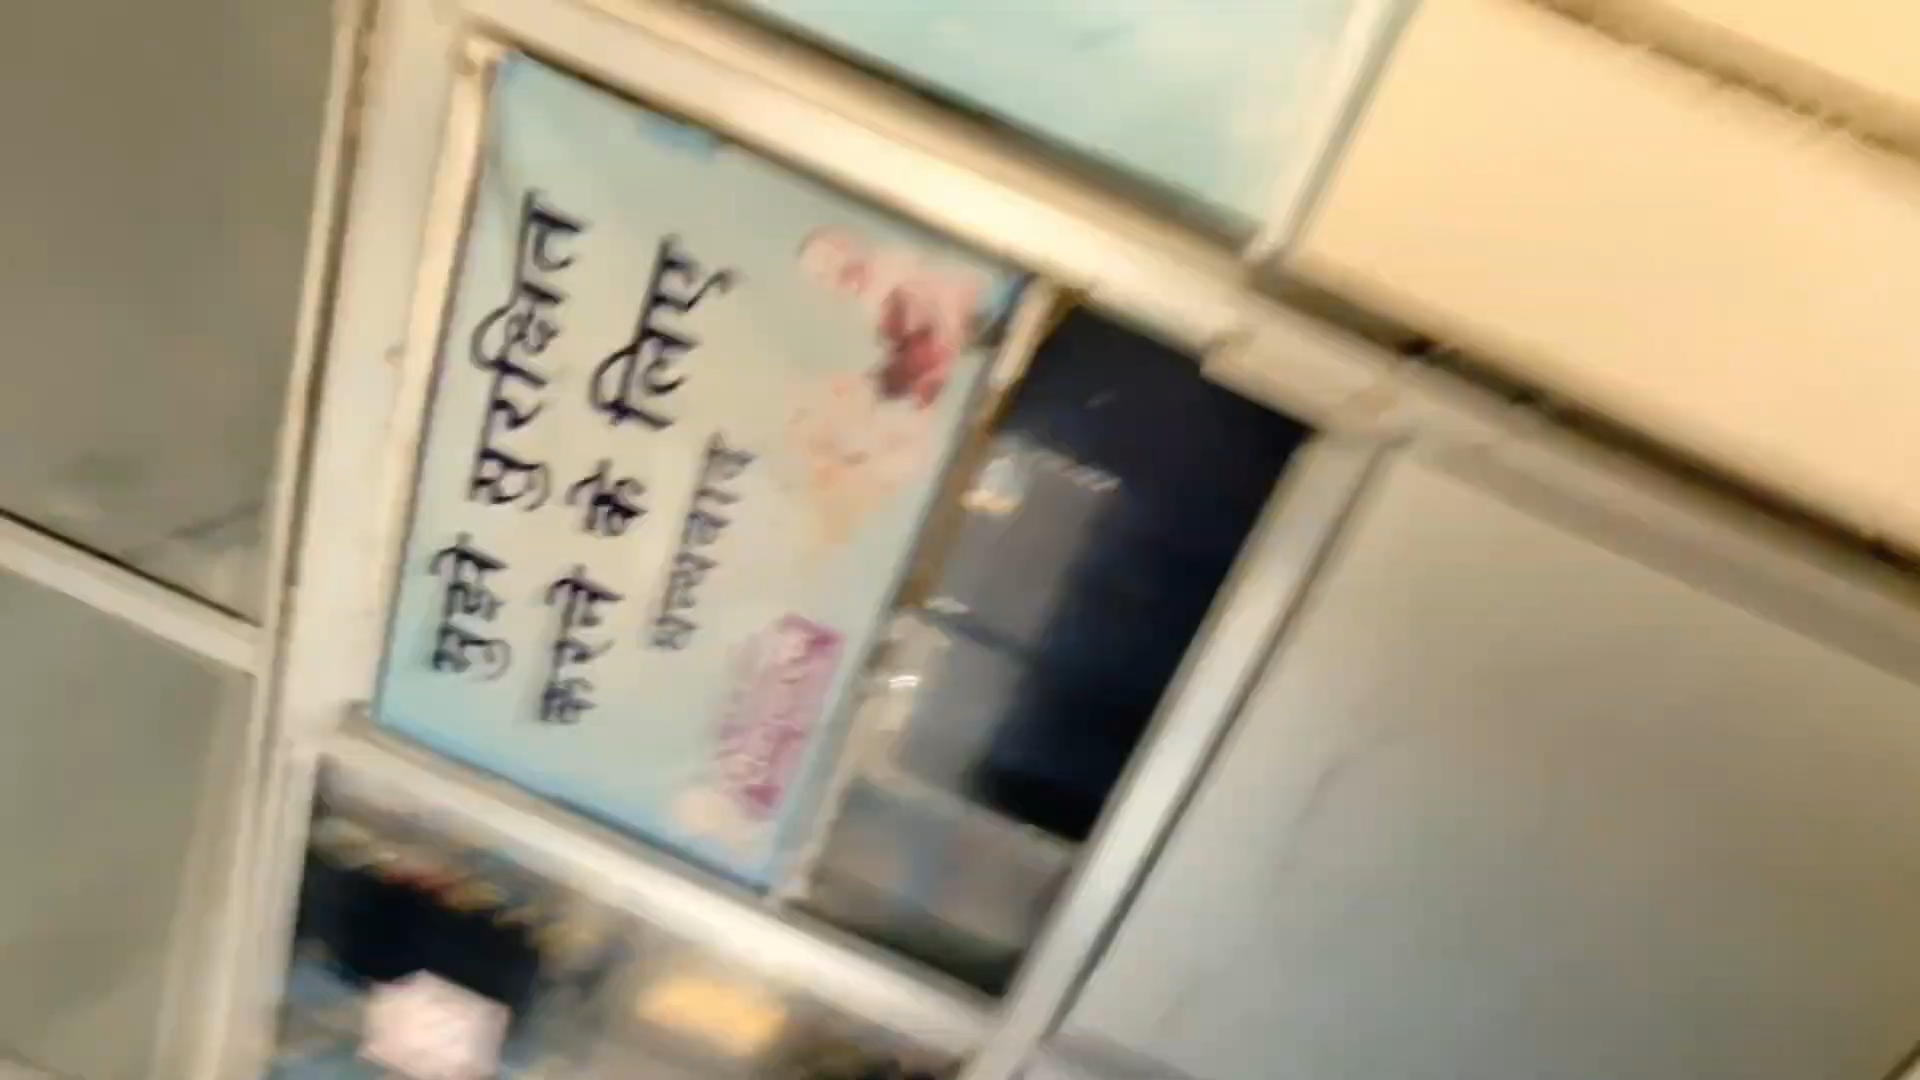 मुझे सुरक्षित
करने के लिए
धन्यवाद